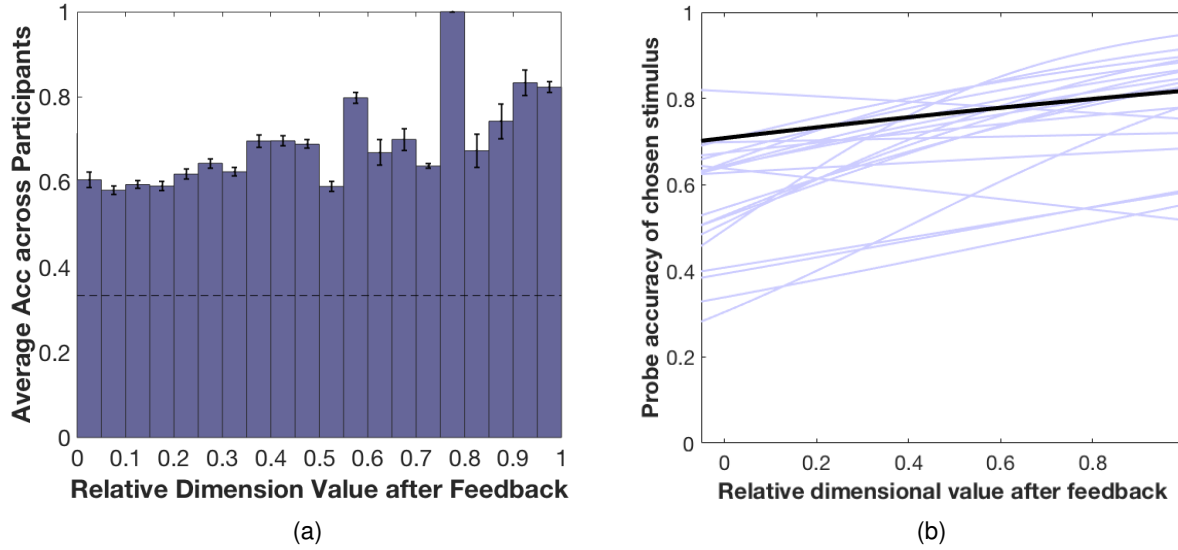 Average Acc across Participants
1
0.8
0.6
0.4
0.2
0
0 0.1 0.2 0.3 0.4 0.5 0.6 0.7 0.8 0.9 1
Relative Dimension Value after Feedback
(a)
Probe accuracy of chosen stimulus
1
0.8
0.6
0.4
0.2
0
0 0.2 0.4 0.6 0.8
Relative dimensional value after feedback
(b)